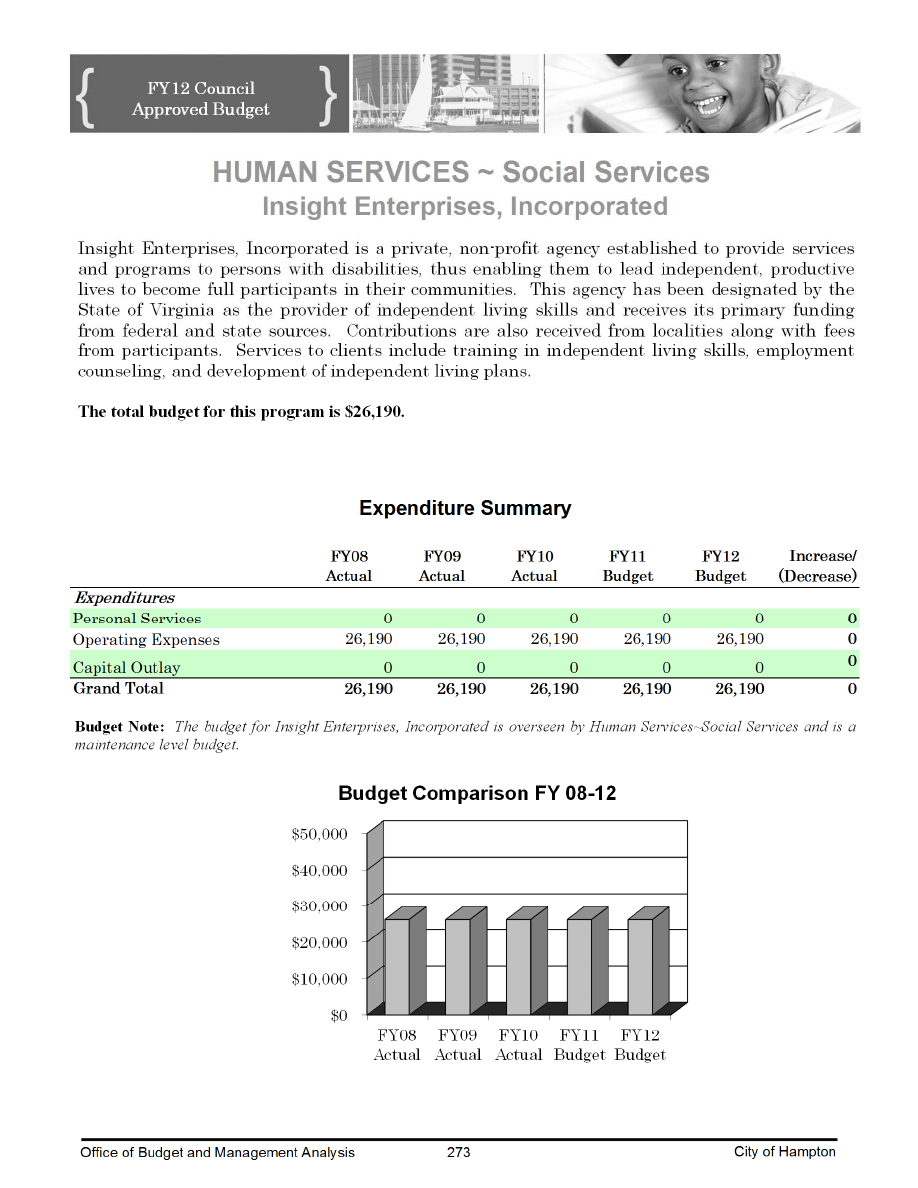 FY12 Council
Approved Budget
HUMAN SERVICES ~ Social Services
Insight Enterprises, Incorporated
Insight Enterprises, Incorporated is a private, non-profit agency established to provide services
and programs to persons with disabilities, thus enabling them to lead independent, productive
lives to become full participants in their communities. This agency has been designated by the
State of Virginia as the provider of independent living skills and receives its primary funding
from federal and state sources. Contributions are also received from localities along with fees
from participants. Services to clients include training in independent living skills, employment
counseling, and development of independent living plans.
The total budget for this program is $26,190.
Expenditure Summary
FY08 FY09 FY10 FY11 FY12 Increase/
Actual Actual Actual Budget Budget (Decrease)
Expenditures
Personal Services 0 0 0 0 0 0
Operating Expenses 26,190 26,190 26,190 26,190 26,190 0
Capital Outlay 0 0 0 0 0 0
Grand Total 26,190 26,190 26,190 26,190 26,190 0
Budget Note: The budget for Insight Enterprises, Incorporated is overseen by Human Services~Social Services and is a
maintenance level budget.
Budget Comparison FY 08-12
$50,000
$40,000
$30,000
$20,000
$10,000
$0
FY08 FY09 FY10 FY11 FY12
Actual Actual Actual Budget Budget
Office of Budget and Management Analysis 273 City of Hampton